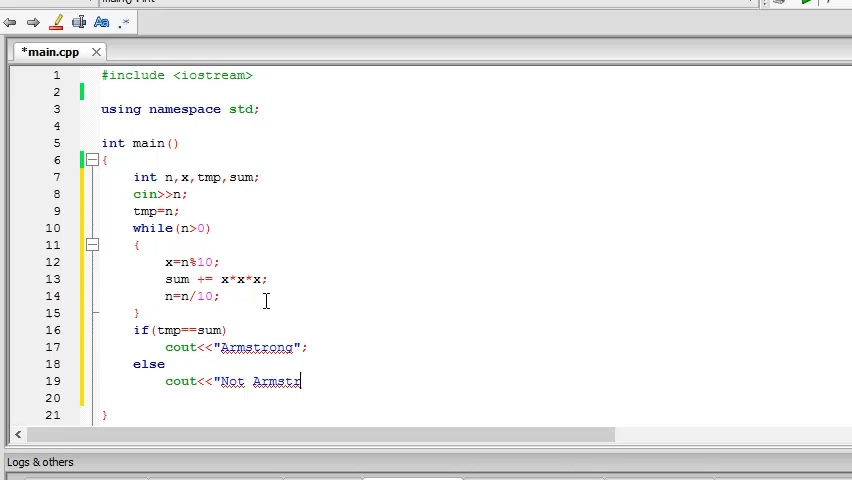 *main.cpp
1 #include <iostream>
2
3 using namespace std;
4
5 int main()
6 {
7 int n,x,tmp,sum;
8 cin>>n;
9 tmp=n;
10 while(n>0)
11 {
12 x=n%10;
13 sum += x*x*x;
14 n=n/10;
15 }
16 if(tmp==sum)
17 cout<<"Armstrong";
18 else
19 cout<<"Not Armstr
20
21 }
Logs & others